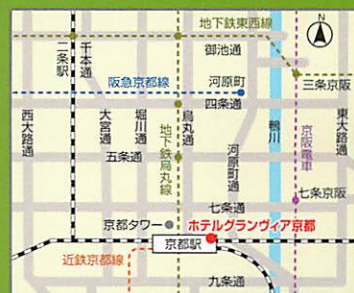 地下鉄東西線
N
御池通
二条駅
千本通
阪急京都線
河原町
三条京阪
四条通
西大路通
大宮通
堀川通
地下鉄烏丸線
烏丸通
鴨川
京阪電車
東大路通
五条通
河原町通
七条京阪
七条通
京都タワー
ホテルグランヴィア京都
京都駅
近鉄京都線
九条通